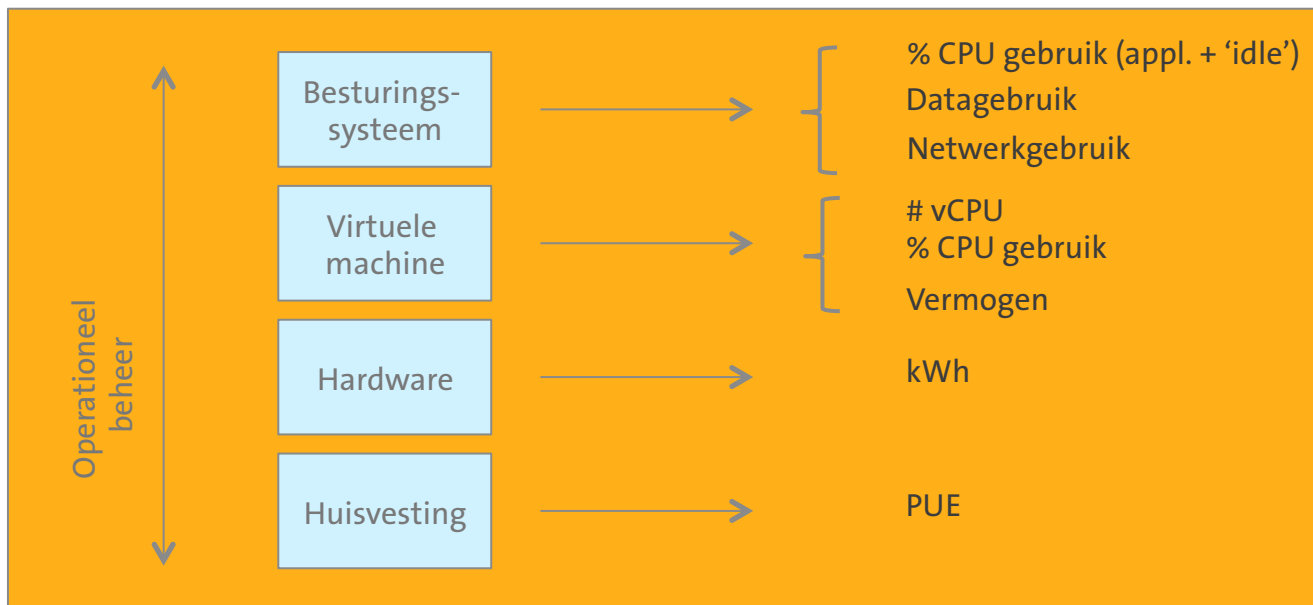 Operationeel
beheer
Besturings-
systeem
% CPU gebruik (appl. + ‘idle’)
Datagebruik
Netwerkgebruik
Virtuele
machine
# vCPU
% CPU gebruik
Vermogen
Hardware
kWh
Huisvesting
PUE